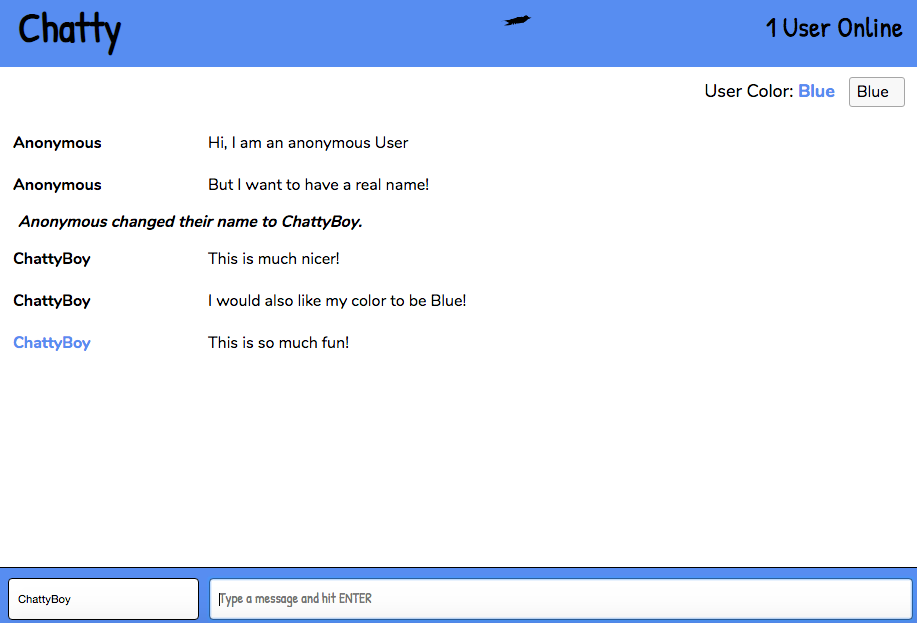 Chatty
1 User Online
User Color: Blue Blue
Anonymous Hi, I am an anonymous User
Anonymous But I want to have a real name!
Anonymous changed their name to ChattyBoy.
ChattyBoy This is much nicer!
ChattyBoy I would also like my color to be Blue!
ChattyBoy This is so much fun!
ChattyBoy Type a message and hit ENTER